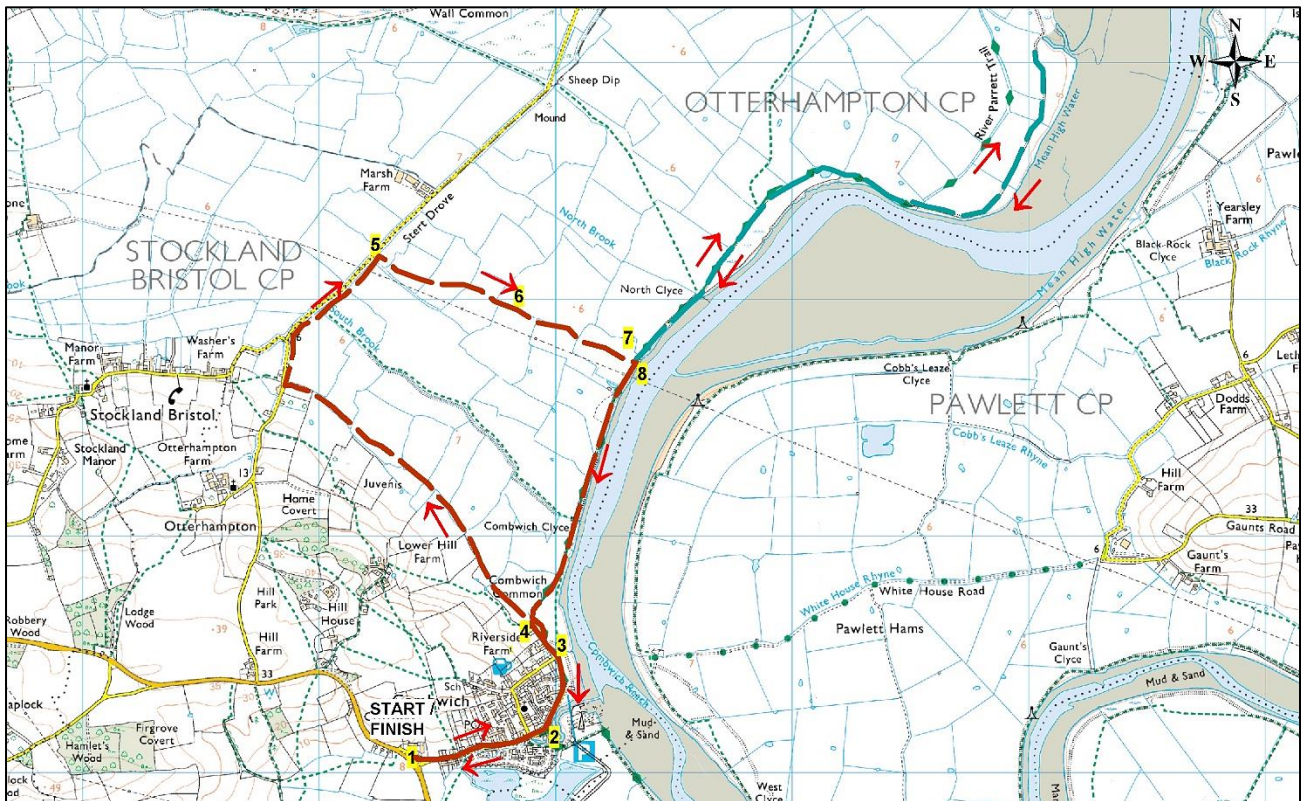 Wall Common
N
W
E
S
Sheep Dip
Mound
OTTERHAMPTON CP
River Parrett Trail
Mean High Water
Marsh
Farm
Stert Drove
North Brook
STOCKLAND
BRISTOL CP
5
6
South Brook
North Clyce
7
8
Yearsley
Farm
Black Rock
Clyce
Black Rock Rhyne
Mean High Water
Manor
Farm
Washer's
Farm
Stockland Bristol
Stockland
Manor
Otterhampton
Farm
13
Otterhampton
Home
Covert
Juvenis
Cobb's Leaze
Clyce
PAWLETT CP
Cobb's Leaze Rhyne
6
Dodds
Farm
Hill
Farm
33
Gaunts Road
Gaunt's
Farm
6
Combwich Clyce
Lower Hill
Farm
Combwich
Common
Hill
Park
Hill
House
Hill
Farm
33
Robbery
Wood
Lodge
Wood
39
Riverside
Farm
4
3
Sch
wich
START /
FINISH
PO
1
2
P
Combwich Reach
Mud
& Sand
White House Rhyne
White House Road
Pawlett Hams
Gaunt's
Clyce
Mud & Sand
West
Clyce
Firgrove
Covert
Hamlet's
Wood